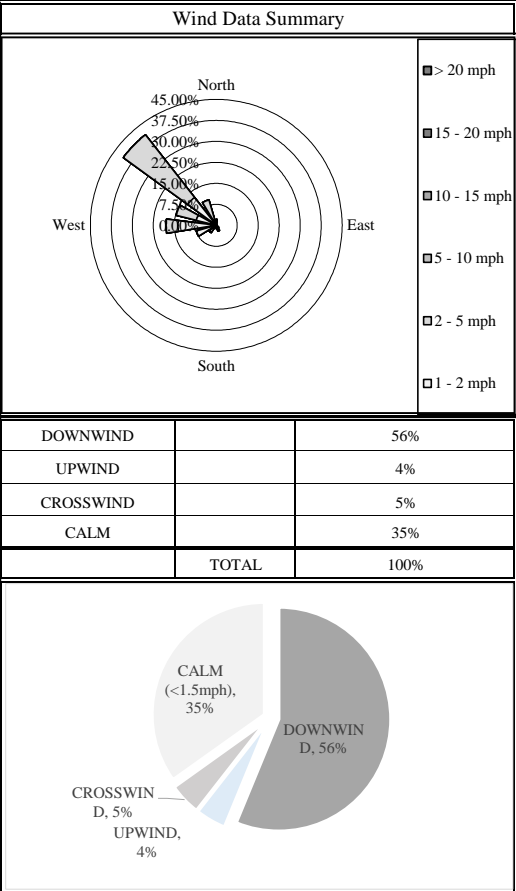 Wind Data Summary
North
45.00%
37.50%
30.00%
22.50%
15.00%
7.50%
0.00%
West
East
South
> 20 mph
15 - 20 mph
10 - 15 mph
5 - 10 mph
2 - 5 mph
1 - 2 mph
DOWNWIND 56%
UPWIND 4%
CROSSWIND 5%
CALM 35%
TOTAL 100%
CALM
(<1.5mph),
35%
DOWNWIN
D, 56%
CROSSWIN
D, 5%
UPWIND,
4%